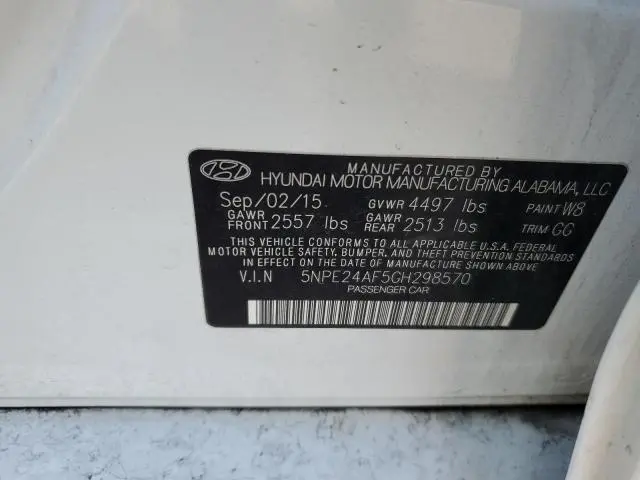 MANUFACTURED BY
HYUNDAI MOTOR MANUFACTURING ALABAMA, LLC
Sep/02/15 GVWR 4497 lbs PAINT W8
GAWR FRONT 2557 lbs GAWR REAR 2513 lbs TRIM GG
THIS VEHICLE CONFORMS TO ALL APPLICABLE U.S.A. FEDERAL
MOTOR VEHICLE SAFETY, BUMPER, AND THEFT PREVENTION
STANDARDS IN EFFECT ON THE DATE OF MANUFACTURE SHOWN ABOVE.
V.I.N 5NPE24AF5GH298570
PASSENGER CAR